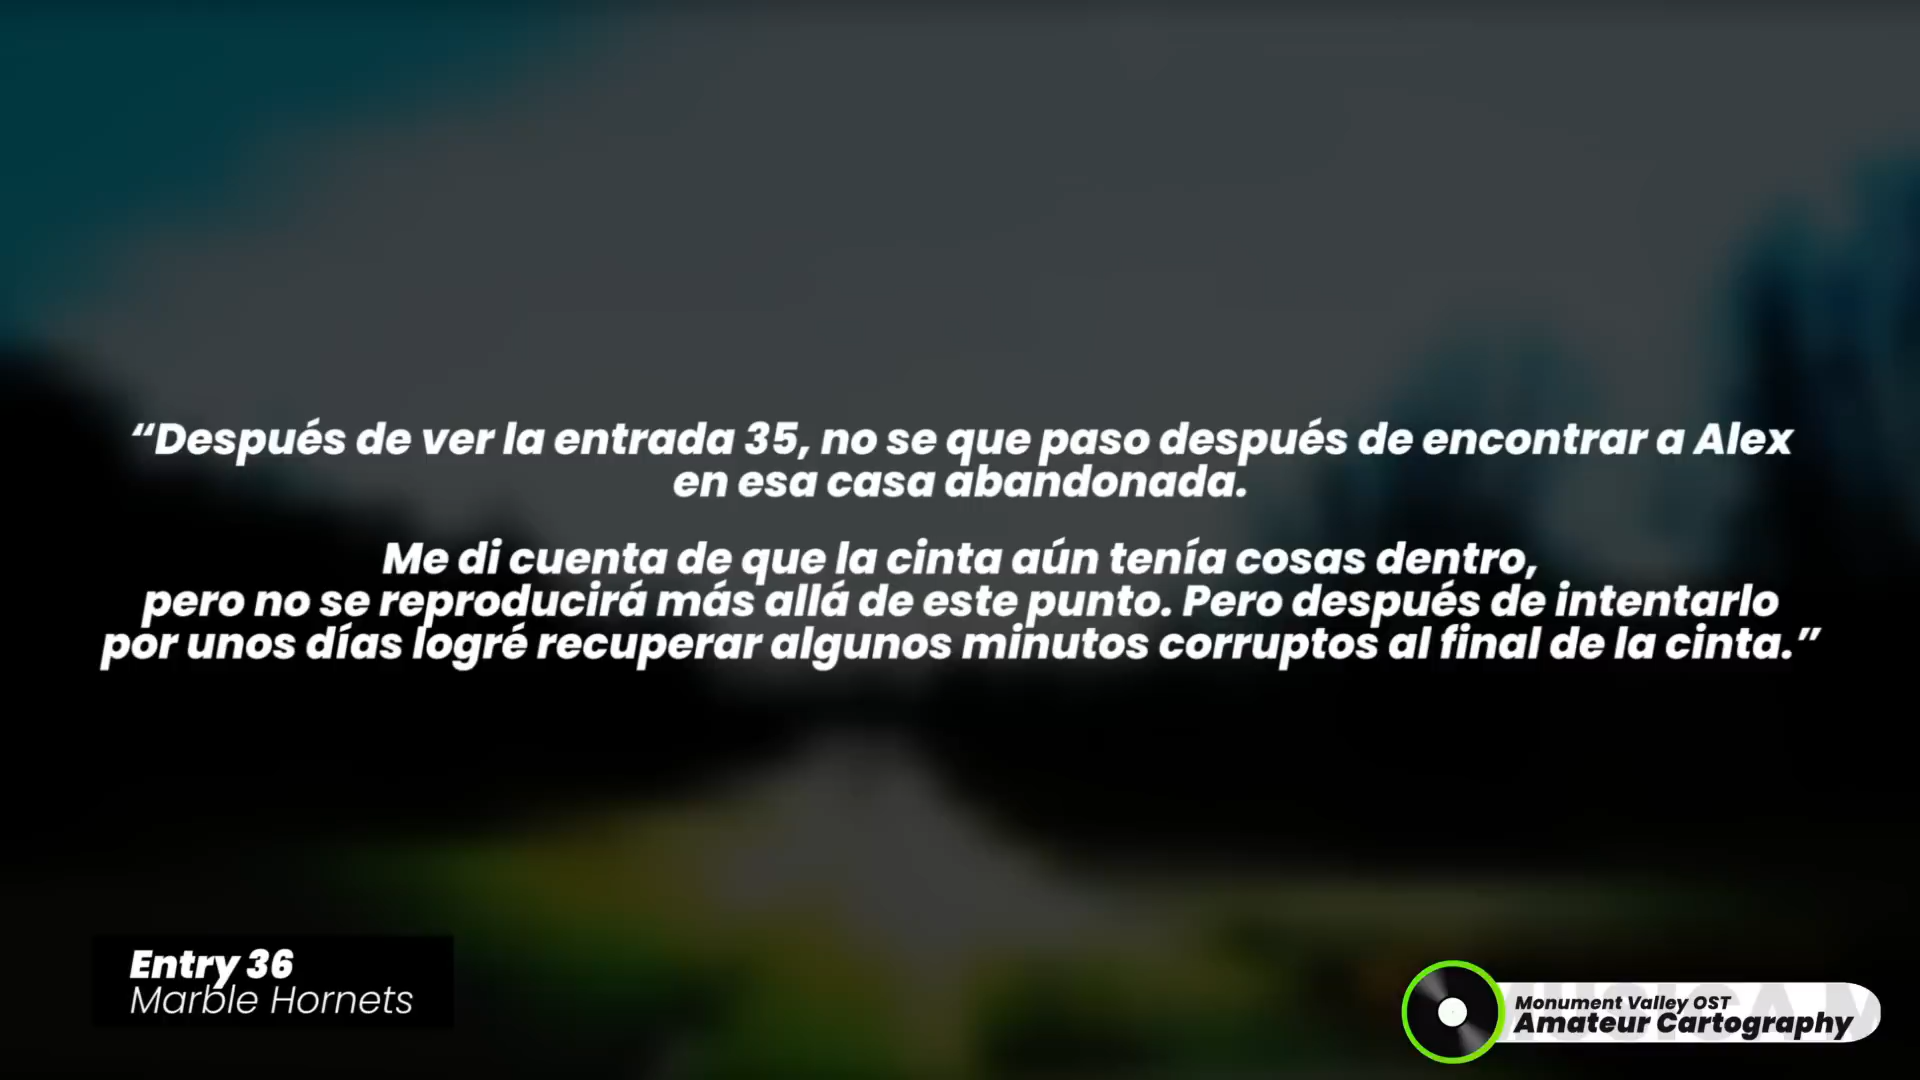 “Después de ver la entrada 35, no se que paso después de encontrar a Alex
en esa casa abandonada.
Me di cuenta de que la cinta aún tenía cosas dentro,
pero no se reproducirá más allá de este punto. Pero después de intentarlo
por unos días logré recuperar algunos minutos corruptos al final de la cinta.”
Entry 36
Marble Hornets
Monument Valley OST
Amateur Cartography